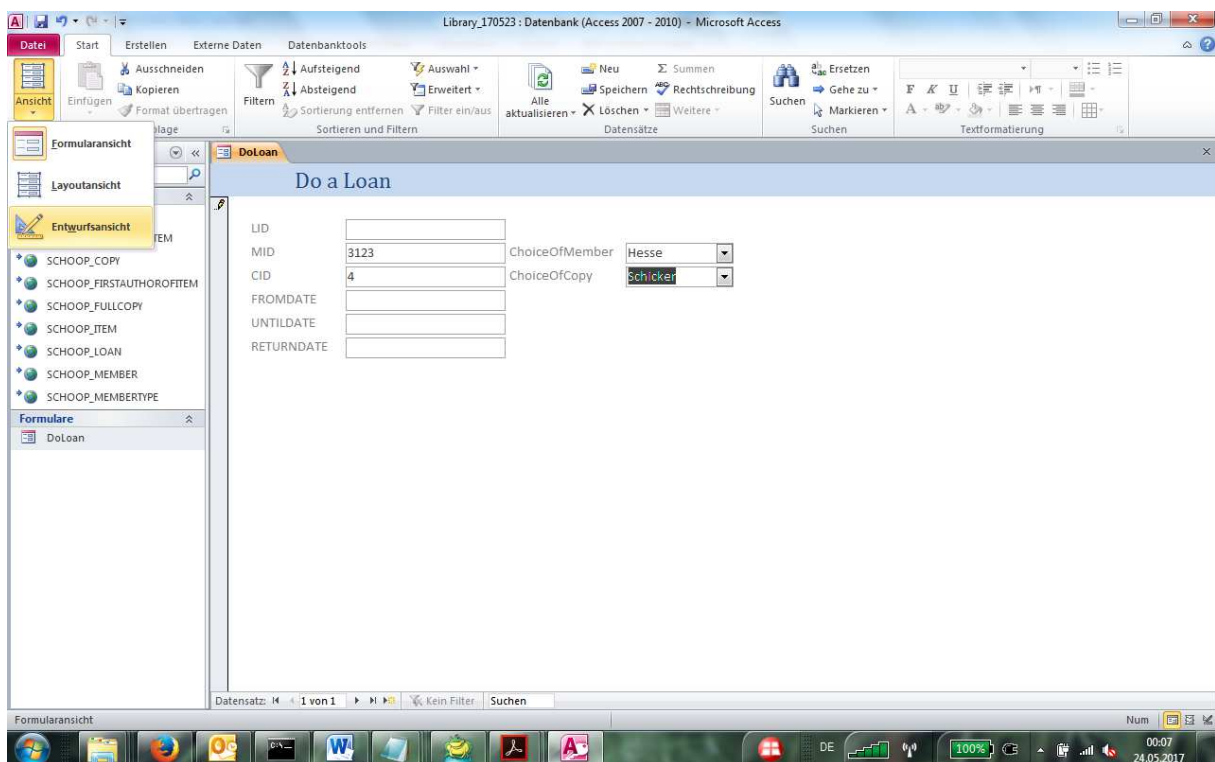 Library_170523 : Datenbank (Access 2007 - 2010) - Microsoft Access
Datei Start Erstellen Externe Daten Datenbanktools
Ansicht
Einfügen
Ausschneiden
Kopieren
Format übertragen
Filtern
Aufsteigend
Absteigend
Sortierung entfernen
Auswahl
Erweitert
Filter ein/aus
Sortieren und Filtern
Alle
aktualisieren
Neu
Speichern
Löschen
Summen
Rechtschreibung
Weitere
Datensätze
Suchen
Ersetzen
Gehe zu
Markieren
Suchen
F K U
A
Textformatierung
Formularansicht
Layoutansicht
Entwurfsansicht
SCHOOP_COPY
SCHOOP_FIRSTAUTHOROFITEM
SCHOOP_FULLCOPY
SCHOOP_ITEM
SCHOOP_LOAN
SCHOOP_MEMBER
SCHOOP_MEMBERTYPE
Formulare
DoLoan
DoLoan
Do a Loan
LID
MID 3123 ChoiceOfMember Hesse
CID 4 ChoiceOfCopy Schicker
FROMDATE
UNTILDATE
RETURNDATE
Datensatz: 1 von 1 Kein Filter Suchen
Formularansicht Num
DE 100% 00:07
24.05.2017